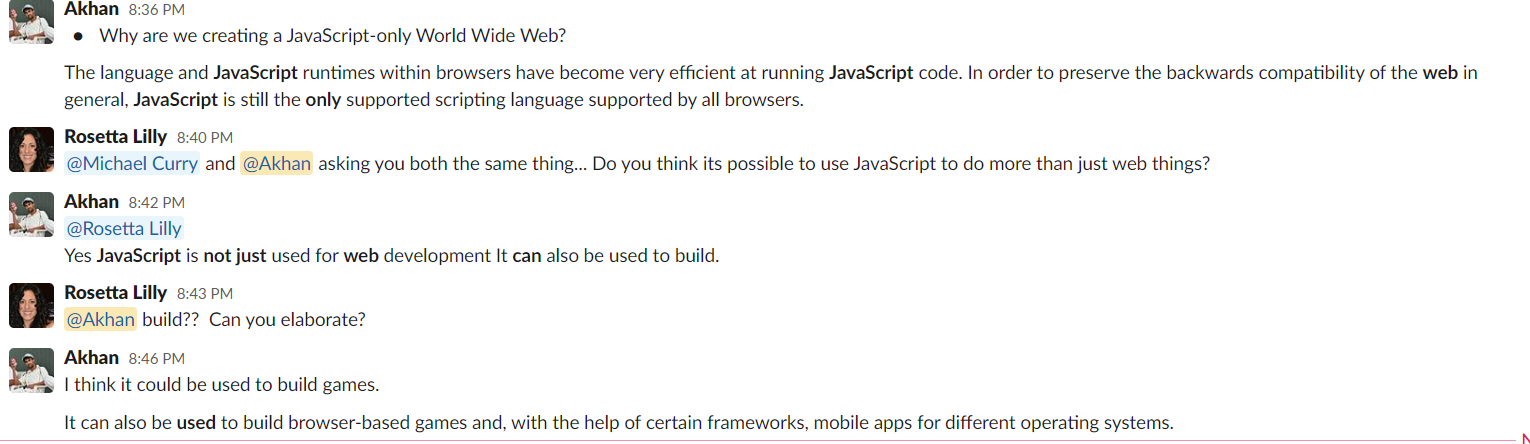 Akhan 8:36 PM
• Why are we creating a JavaScript-only World Wide Web?
The language and JavaScript runtimes within browsers have become very efficient at running JavaScript code. In order to preserve the backwards compatibility of the web in
general, JavaScript is still the only supported scripting language supported by all browsers.
Rosetta Lilly 8:40 PM
@Michael Curry and @Akhan asking you both the same thing... Do you think its possible to use JavaScript to do more than just web things?
Akhan 8:42 PM
@Rosetta Lilly
Yes JavaScript is not just used for web development It can also be used to build.
Rosetta Lilly 8:43 PM
@Akhan build?? Can you elaborate?
Akhan 8:46 PM
I think it could be used to build games.
It can also be used to build browser-based games and, with the help of certain frameworks, mobile apps for different operating systems.